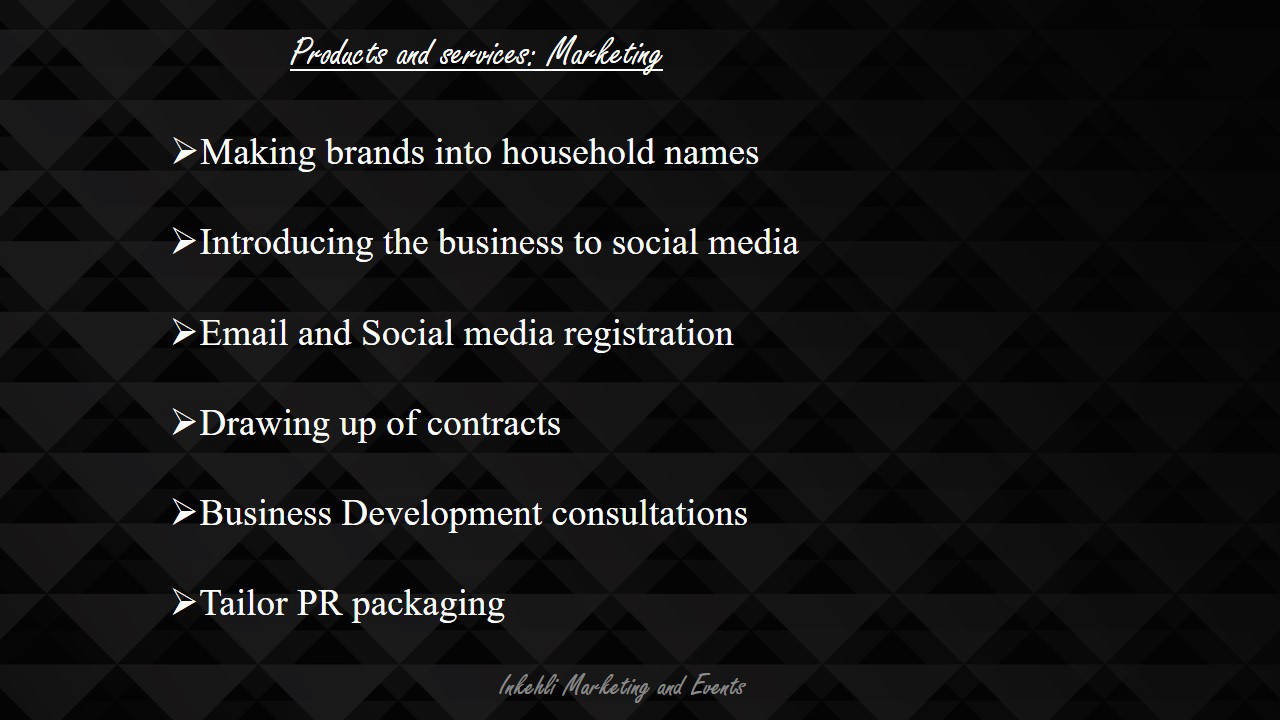 Products and services: Marketing
➢Making brands into household names
➢Introducing the business to social media
➢Email and Social media registration
➢Drawing up of contracts
➢Business Development consultations
➢Tailor PR packaging
Inkehli Marketing and Events